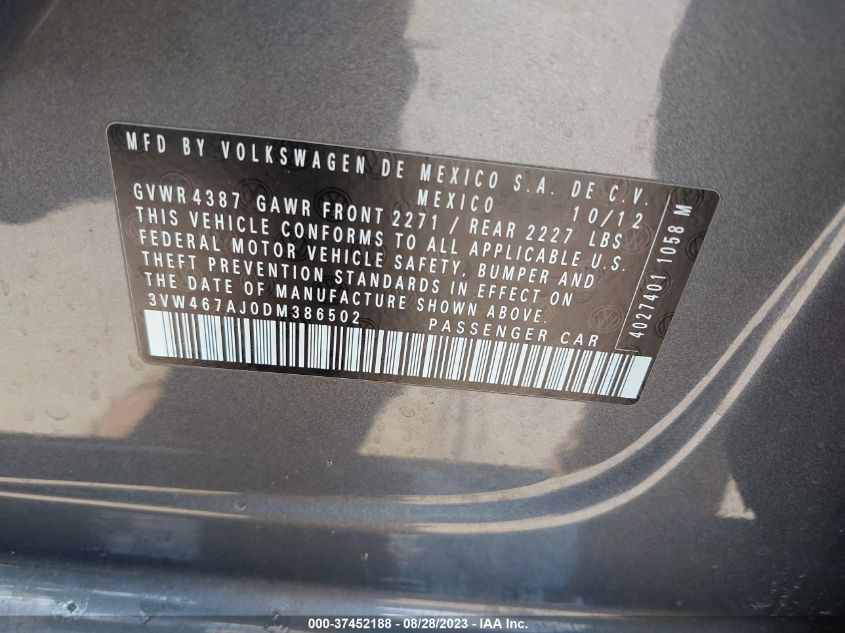 MFD BY VOLKSWAGEN DE MEXICO S.A. DE C.V.
MEXICO 10/12
GVWR 4387 GAWR FRONT 2271 / REAR 2227 LBS
THIS VEHICLE CONFORMS TO ALL APPLICABLE U.S.
FEDERAL MOTOR VEHICLE SAFETY, BUMPER AND
THEFT PREVENTION STANDARDS IN EFFECT ON
THE DATE OF MANUFACTURE SHOWN ABOVE.
3VW467AJ0DM386502 PASSENGER CAR
4027401 1058 M
000-37452188 - 08/28/2023 - IAA Inc.